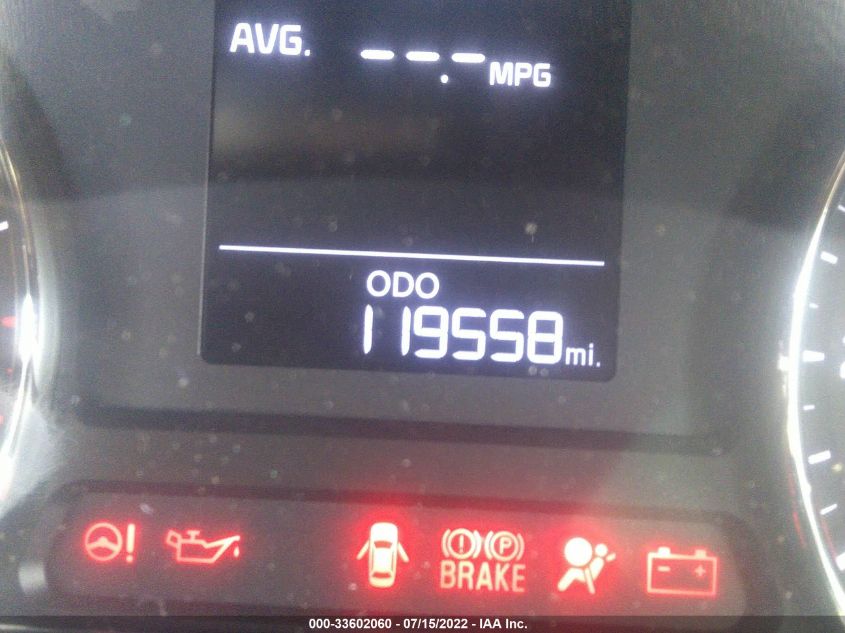 AVG. --.- MPG
ODO
119558 mi.
! (!) (P)
BRAKE
- +
000-33602060 - 07/15/2022 - IAA Inc.